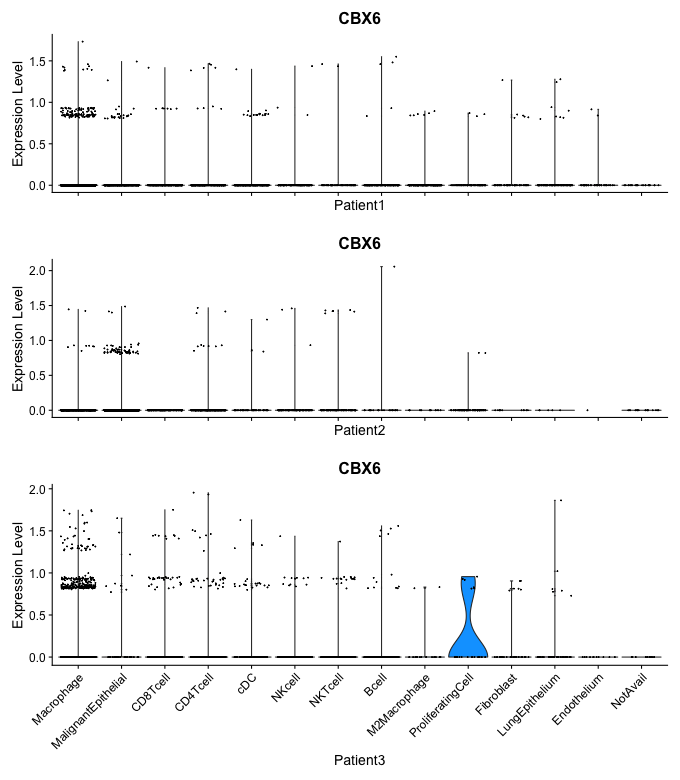 CBX6
Expression Level
1.5
1.0
0.5
0.0
Patient1
CBX6
Expression Level
2.0
1.5
1.0
0.5
0.0
Patient2
CBX6
Expression Level
2.0
1.5
1.0
0.5
0.0
Macrophage
MalignantEpithelial
CD8Tcell
CD4Tcell
cDC
NKcell
NKTcell
Bcell
M2Macrophage
ProliferatingCell
Fibroblast
LungEpithelium
Endothelium
NotAvail
Patient3